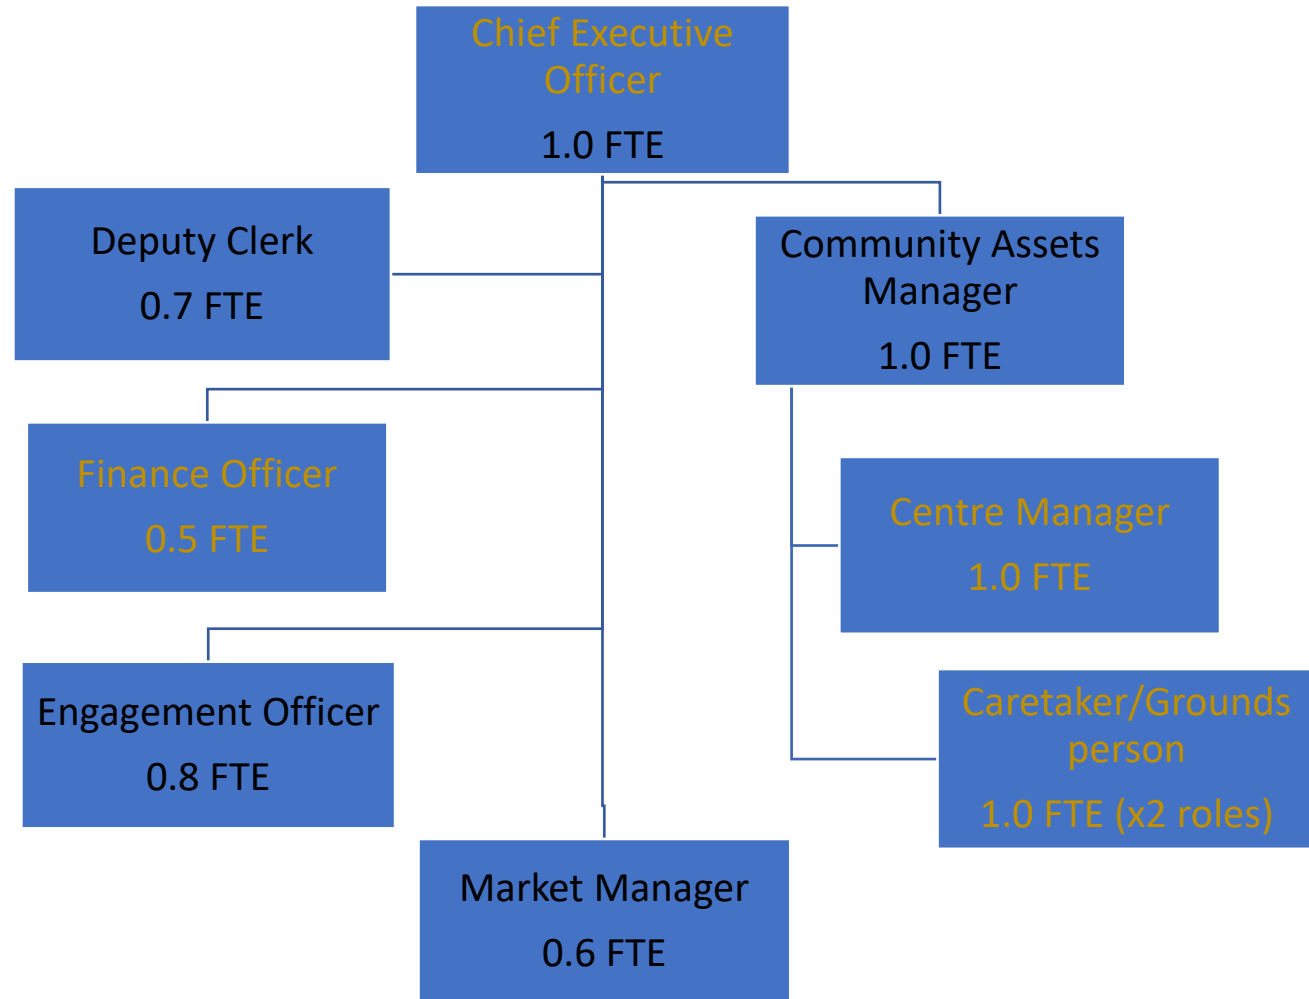 Chief Executive
Officer
1.0 FTE
Deputy Clerk
0.7 FTE
Community Assets
Manager
1.0 FTE
Finance Officer
0.5 FTE
Centre Manager
1.0 FTE
Engagement Officer
0.8 FTE
Caretaker/Grounds
person
1.0 FTE (x2 roles)
Market Manager
0.6 FTE